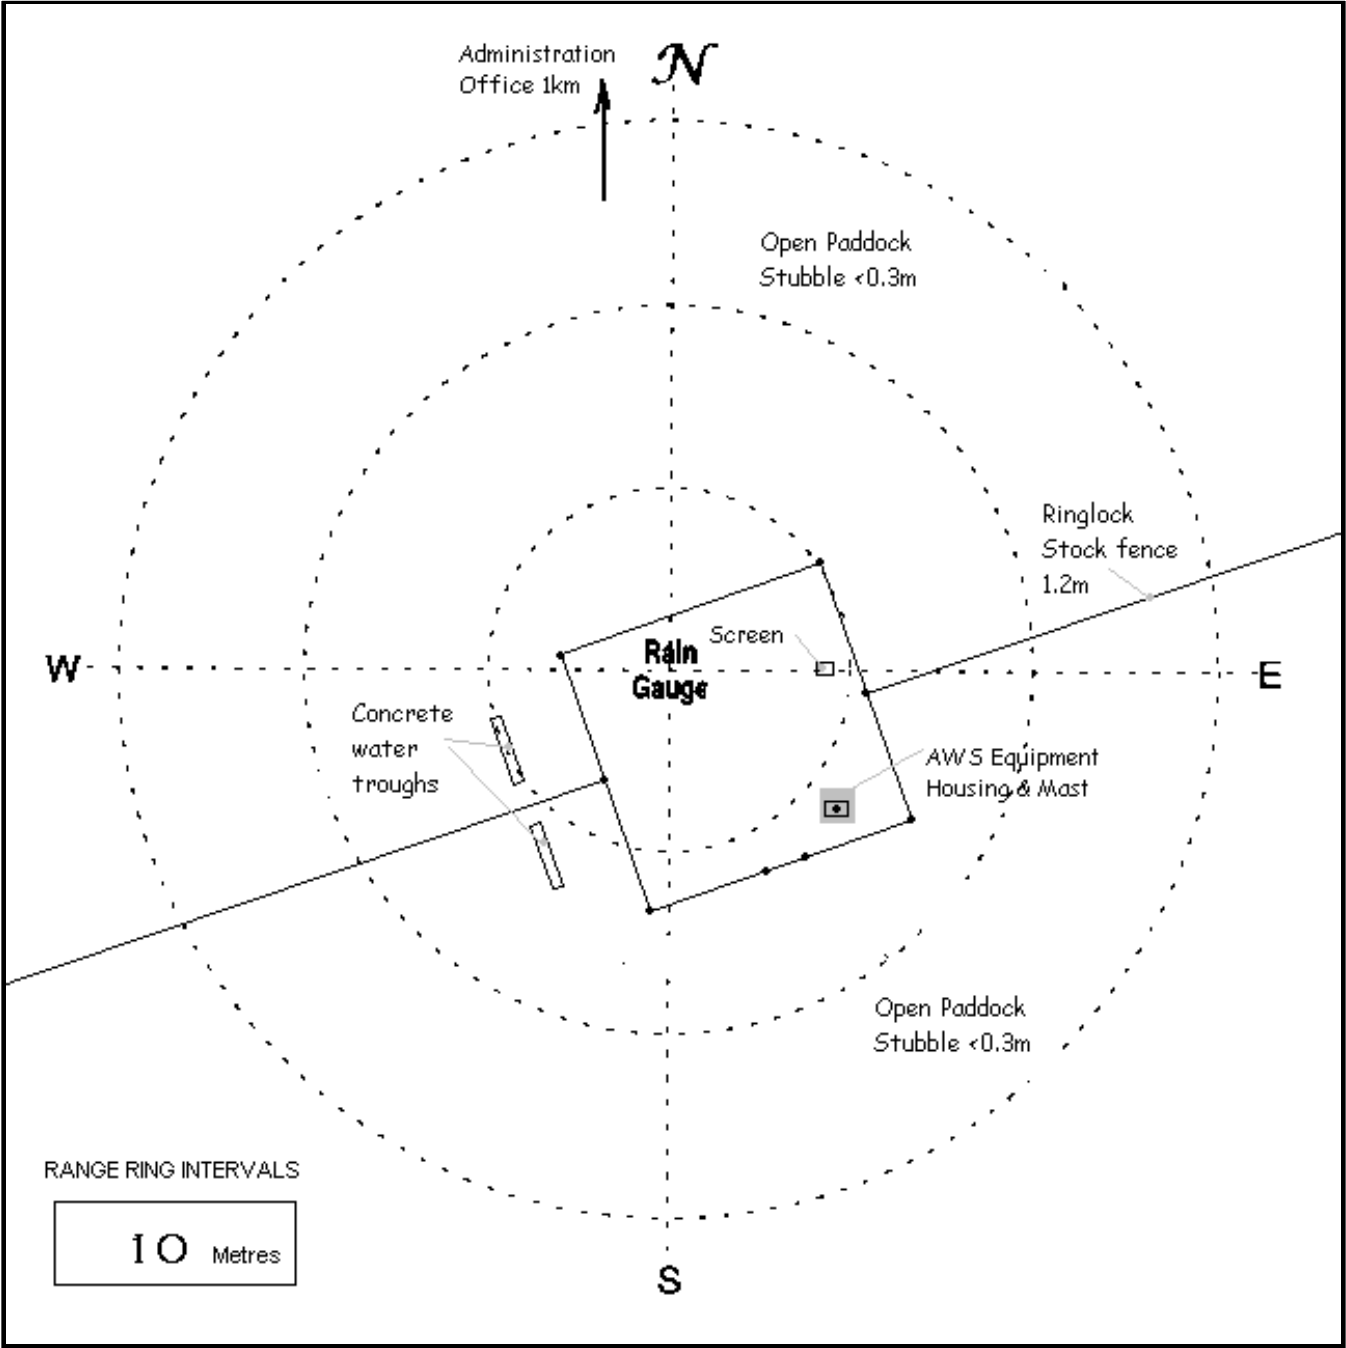 Administration
Office 1km
N
Open Paddock
Stubble <0.3m
Ringlock
Stock fence
1.2m
Screen
Rain
Gauge
W
E
Concrete
water
troughs
AWS Equipment
Housing & Mast
Open Paddock
Stubble <0.3m
RANGE RING INTERVALS
10 Metres
S